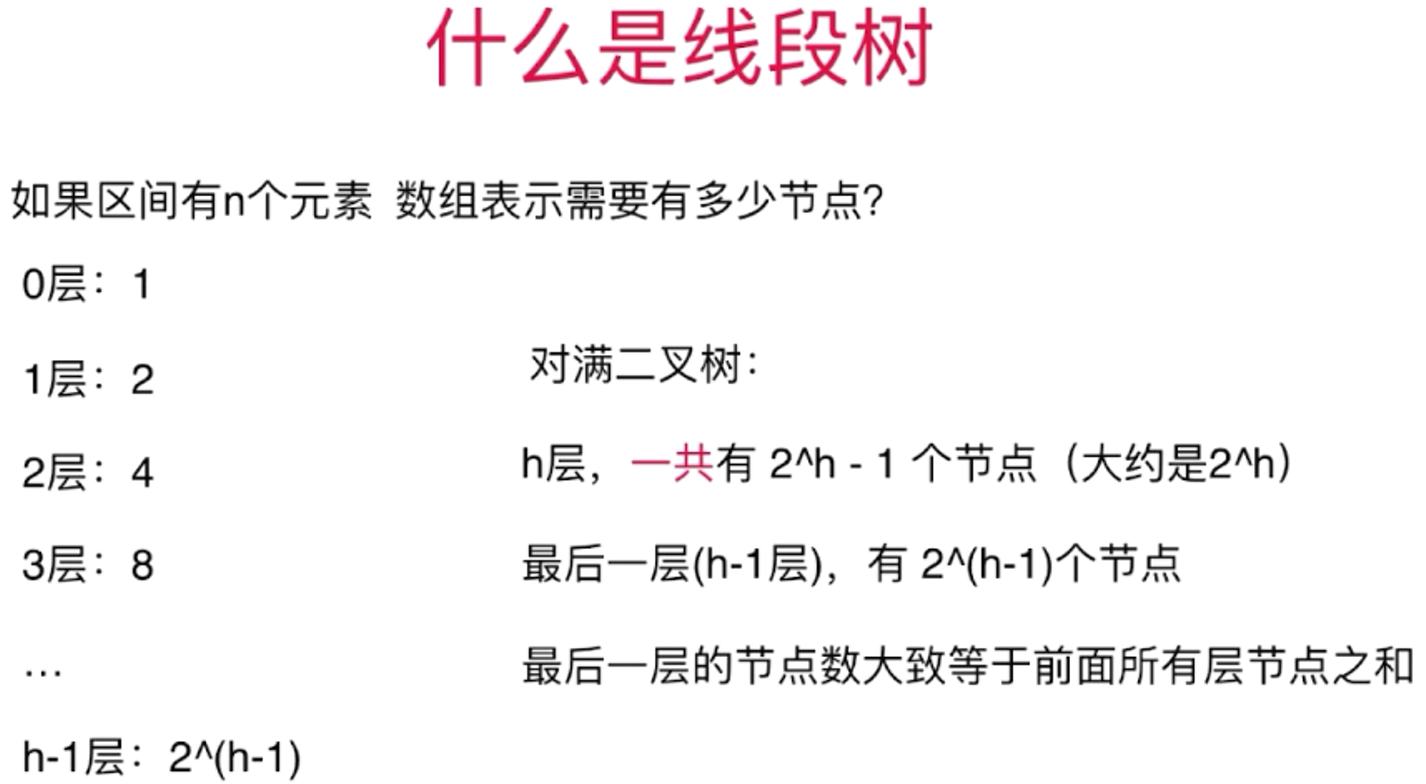 什么是线段树
如果区间有n个元素 数组表示需要有多少节点?
0层：1
1层：2
2层：4
3层：8
…
h-1层：2^(h-1)
对满二叉树：
h层，一共有 2^h - 1 个节点（大约是2^h）
最后一层(h-1层)，有 2^(h-1)个节点
最后一层的节点数大致等于前面所有层节点之和